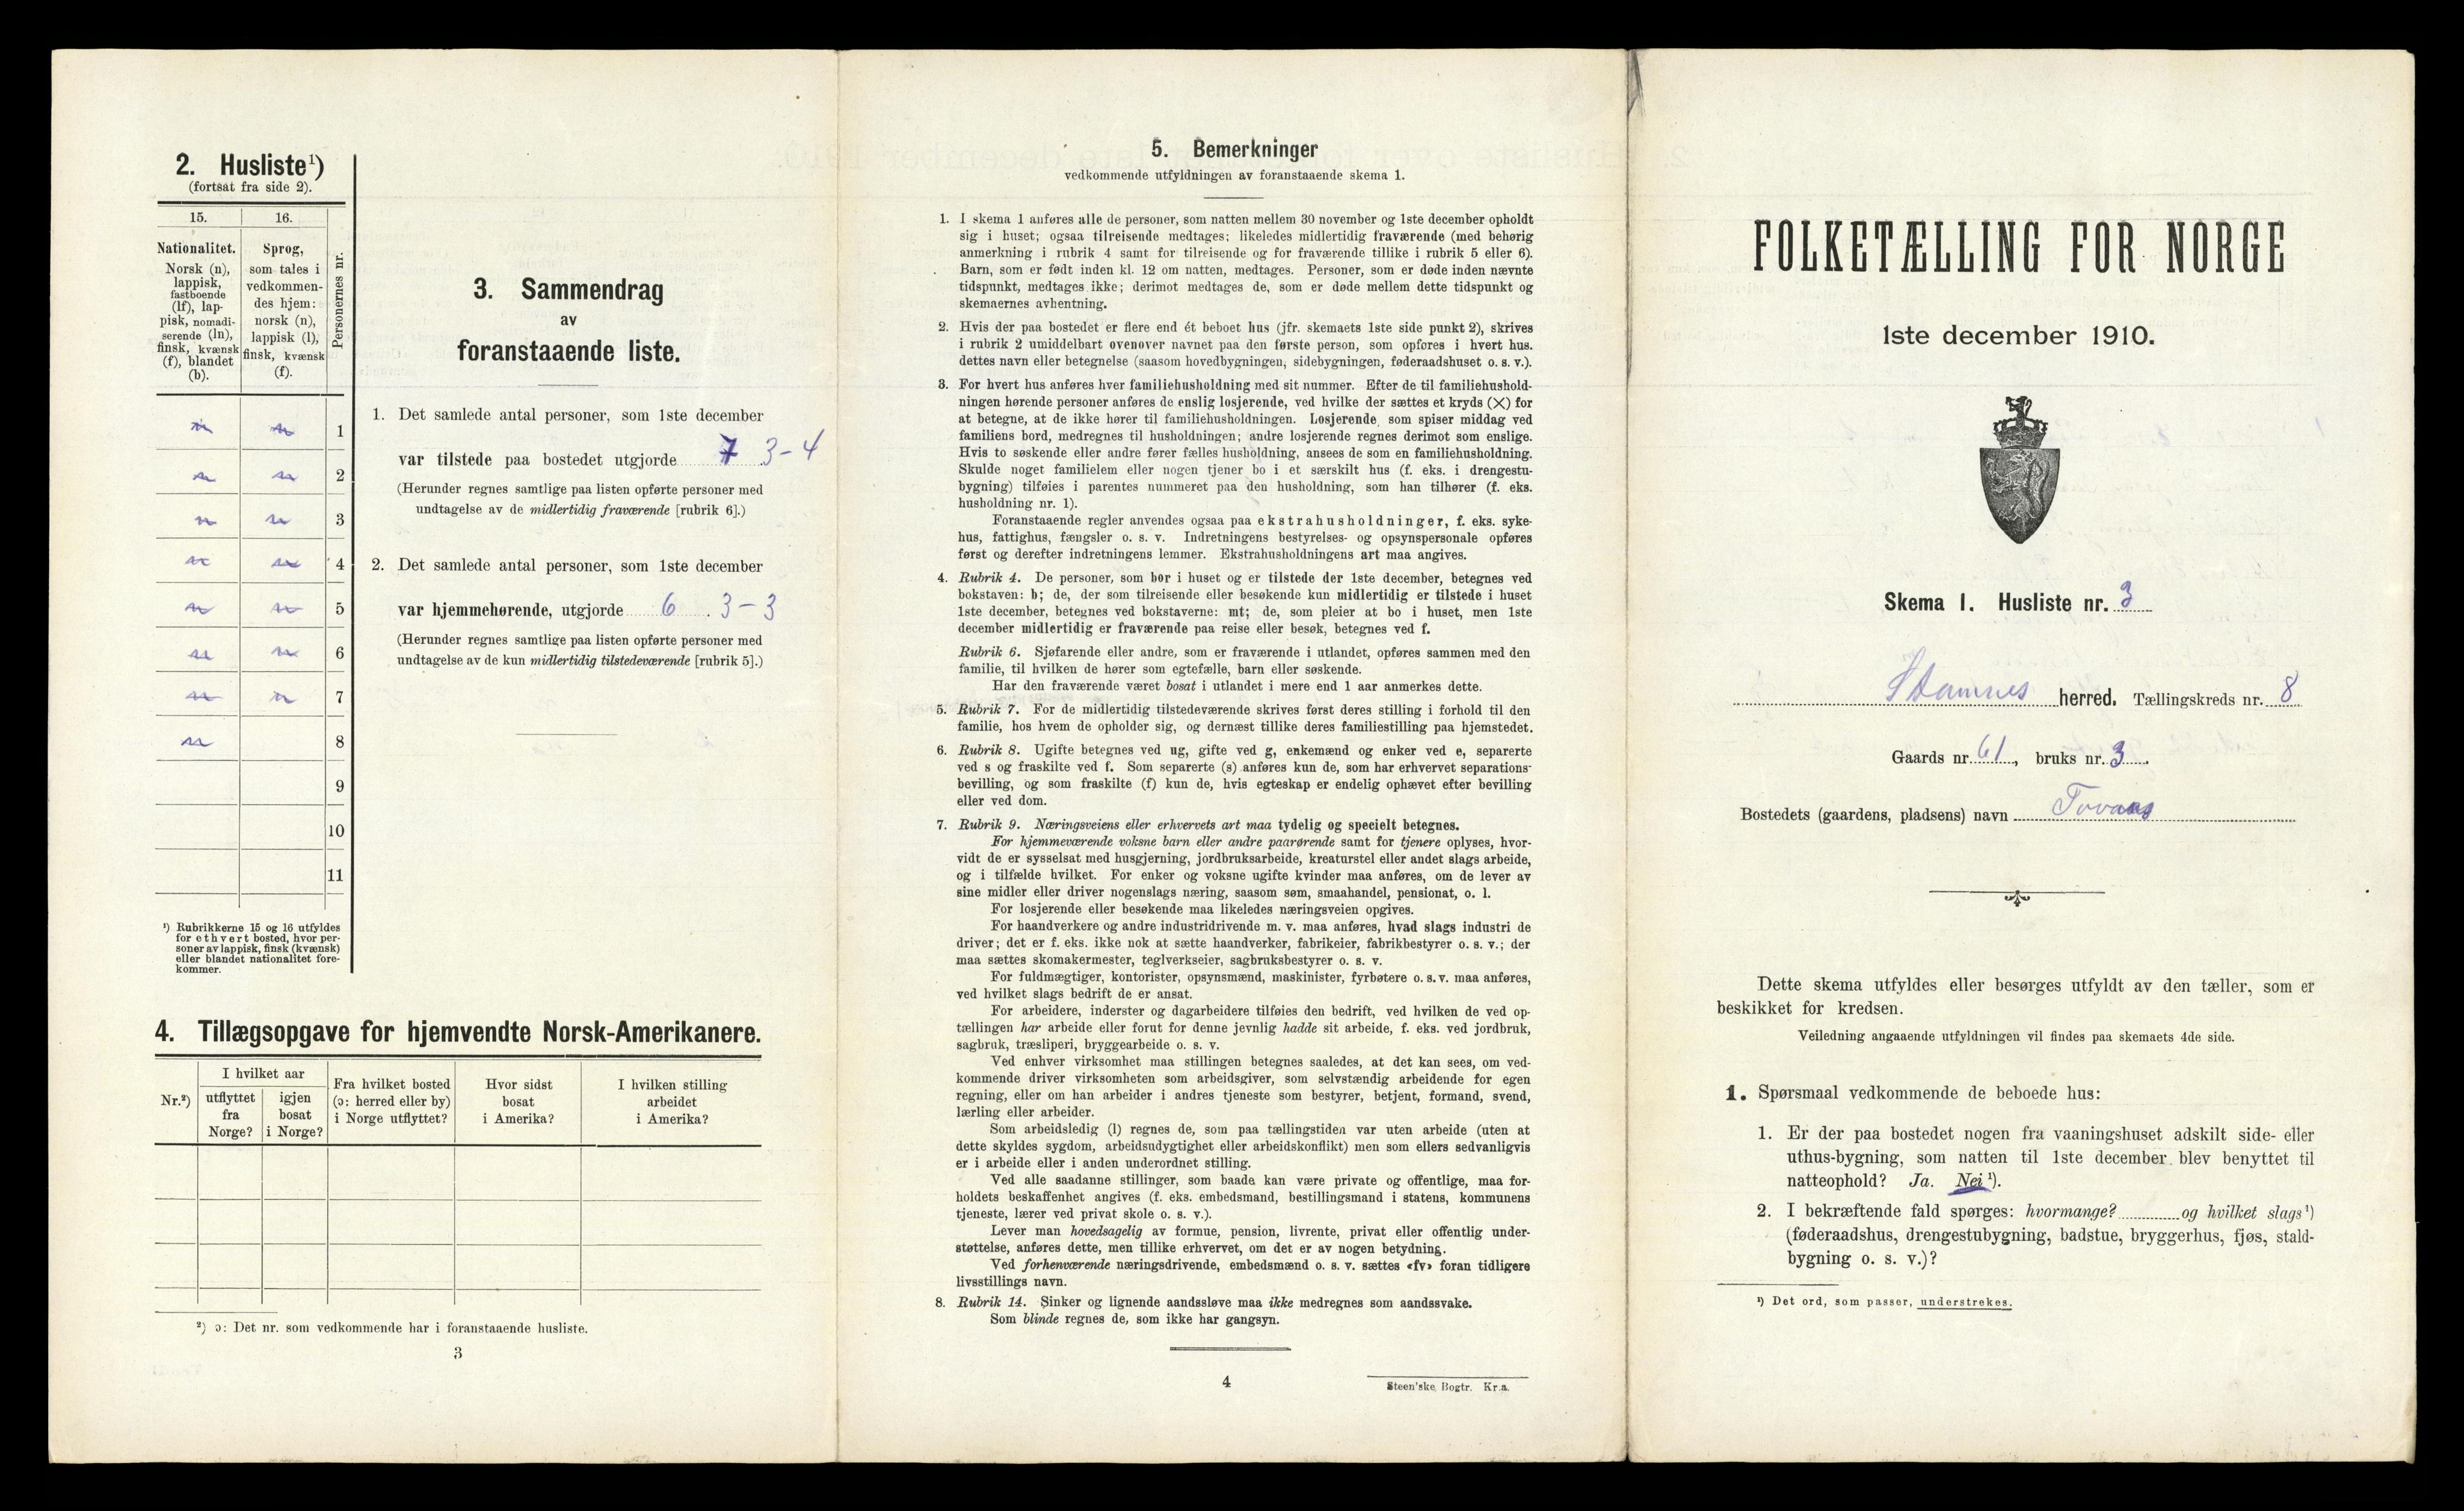 2. Husliste¹)
(fortsat fra side 2).
15.
16.
Personernes nr.
Nationalitet.
Norsk (n),
lappisk,
fastboende
(lf), lap-
pisk, nomadi-
serende (ln),
finsk, kvænsk
(f), blandet
(b).
Sprog,
som tales i
vedkommen-
des hjem:
norsk (n),
lappisk (l),
finsk, kvænsk
(f).
n n 1
n n 2
n n 3
n n 4
n n 5
n n 6
n n 7
n 8
9
10
11
¹) Rubrikkerne 15 og 16 utfyldes
for ethvert bosted, hvor per-
soner av lappisk, finsk (kvænsk)
eller blandet nationalitet fore-
kommer.
3. Sammendrag
av
foranstaaende liste.
1. Det samlede antal personer, som 1ste december
var tilstede paa bostedet utgjorde 7 3-4
(Herunder regnes samtlige paa listen opførte personer med
undtagelse av de midlertidig fraværende [rubrik 6].)
2. Det samlede antal personer, som 1ste december
var hjemmehørende, utgjorde 6 3-3
(Herunder regnes samtlige paa listen opførte personer med
undtagelse av de kun midlertidig tilstedeværende [rubrik 5].)
4. Tillægsopgave for hjemvendte Norsk-Amerikanere.
Nr.²)
I hvilket aar
utflyttet
fra
Norge?
igjen
bosat
i Norge?
Fra hvilket bosted
(ɔ: herred eller by)
i Norge utflyttet?
Hvor sidst
bosat
i Amerika?
I hvilken stilling
arbeidet
i Amerika?
²) ɔ: Det nr. som vedkommende har i foranstaaende husliste.
3
5. Bemerkninger
vedkommende utfyldningen av foranstaaende skema 1.
1. I skema 1 anføres alle de personer, som natten mellem 30 november og 1ste december opholdt
sig i huset; ogsaa tilreisende medtages; likeledes midlertidig fraværende (med behørig
anmerkning i rubrik 4 samt for tilreisende og for fraværende tillike i rubrik 5 eller 6).
Barn, som er født inden kl. 12 om natten, medtages. Personer, som er døde inden nævnte
tidspunkt, medtages ikke; derimot medtages de, som er døde mellem dette tidspunkt og
skemaernes avhentning.
2. Hvis der paa bostedet er flere end ét beboet hus (jfr. skemaets 1ste side punkt 2), skrives
i rubrik 2 umiddelbart ovenover navnet paa den første person, som opføres i hvert hus.
dettes navn eller betegnelse (saasom hovedbygningen, sidebygningen, føderaadshuset o. s. v.).
3. For hvert hus anføres hver familiehusholdning med sit nummer. Efter de til familiehushold-
ningen hørende personer anføres de enslig losjerende, ved hvilke der sættes et kryds (×) for
at betegne, at de ikke hører til familiehusholdningen. Losjerende som spiser middag ved
familiens bord, medregnes til husholdningen; andre losjerende regnes derimot som enslige.
Hvis to søskende eller andre fører fælles husholdning, ansees de som en familiehusholdning.
Skulde noget familielem eller nogen tjener bo i et særskilt hus (f. eks. i drengestu-
bygning) tilføies i parentes nummeret paa den husholdning, som han tilhører (f. eks.
husholdning nr. 1).
Foranstaaende regler anvendes ogsaa paa ekstrahusholdninger, f. eks. syke-
hus, fattighus, fængsler o. s. v. Indretningens bestyrelses- og opsynspersonale opføres
først og derefter indretningens lemmer. Ekstrahusholdningens art maa angives.
4. Rubrik 4. De personer, som bor i huset og er tilstede der 1ste december, betegnes ved
bokstaven: b; de, der som tilreisende eller besøkende kun midlertidig er tilstede i huset
1ste december, betegnes ved bokstaverne: mt; de, som pleier at bo i huset, men 1ste
december midlertidig er fraværende paa reise eller besøk, betegnes ved f.
Rubrik 6. Sjøfarende eller andre, som er fraværende i utlandet, opføres sammen med den
familie, til hvilken de hører som egtefælle, barn eller søskende.
Har den fraværende været bosat i utlandet i mere end 1 aar anmerkes dette.
5. Rubrik 7. For de midlertidig tilstedeværende skrives først deres stilling i forhold til den
familie, hos hvem de opholder sig, og dernæst tillike deres familiestilling paa hjemstedet.
6. Rubrik 8. Ugifte betegnes ved ug, gifte ved g, enkemænd og enker ved e, separerte
ved s og fraskilte ved f. Som separerte (s) anføres kun de, som har erhvervet separations-
bevilling, og som fraskilte (f) kun de, hvis egteskap er endelig ophævet efter bevilling
eller ved dom.
7. Rubrik 9. Næringsveiens eller erhvervets art maa tydelig og specielt betegnes.
For hjemmeværende voksne barn eller andre paarørende samt for tjenere oplyses, hvor-
vidt de er sysselsat med husgjerning, jordbruksarbeide, kreaturstel eller andet slags arbeide,
og i tilfælde hvilket. For enker og voksne ugifte kvinder maa anføres, om de lever av
sine midler eller driver nogenslags næring, saasom søm, smaahandel, pensionat, o. l.
For losjerende eller besøkende maa likeledes næringsveien opgives.
For haandverkere og andre industridrivende m. v. maa anføres, hvad slags industri de
driver; det er f. eks. ikke nok at sætte haandverker, fabrikeier, fabrikbestyrer o. s. v.; der
maa sættes skomakermester, teglverkseier, sagbruksbestyrer o. s. v.
For fuldmægtiger, kontorister, opsynsmænd, maskinister, fyrbøtere o. s. v. maa anføres,
ved hvilket slags bedrift de er ansat.
For arbeidere, inderster og dagarbeidere tilføies den bedrift, ved hvilken de ved op-
tællingen har arbeide eller forut for denne jevnlig hadde sit arbeide, f. eks. ved jordbruk,
sagbruk, træsliperi, bryggearbeide o. s. v.
Ved enhver virksomhet maa stillingen betegnes saaledes, at det kan sees, om ved-
kommende driver virksomheten som arbeidsgiver, som selvstændig arbeidende for egen
regning, eller om han arbeider i andres tjeneste som bestyrer, betjent, formand, svend,
lærling eller arbeider.
Som arbeidsledig (l) regnes de, som paa tællingstiden var uten arbeide (uten at
dette skyldes sygdom, arbeidsudygtighet eller arbeidskonflikt) men som ellers sedvanligvis
er i arbeide eller i anden underordnet stilling.
Ved alle saadanne stillinger, som baade kan være private og offentlige, maa for-
holdets beskaffenhet angives (f. eks. embedsmand, bestillingsmand i statens, kommunens
tjeneste, lærer ved privat skole o. s. v.).
Lever man hovedsagelig av formue, pension, livrente, privat eller offentlig under-
støttelse, anføres dette, men tillike erhvervet, om det er av nogen betydning.
Ved forhenværende næringsdrivende, embedsmænd o. s. v. sættes «fv» foran tidligere
livsstillings navn.
8. Rubrik 14. Sinker og lignende aandssløve maa ikke medregnes som aandssvake.
Som blinde regnes de, som ikke har gangsyn.
4
Steen'ske Bogtr. Kr.a.
FOLKETÆLLING FOR NORGE
1ste december 1910.
Skema 1. Husliste nr. 3
Stamnes herred. Tællingskreds nr. 8
Gaards nr. 61, bruks nr. 3.
Bostedets (gaardens, pladsens) navn
Dette skema utfyldes eller besørges utfyldt av den tæller, som er
beskikket for kredsen.
Veiledning angaaende utfyldningen vil findes paa skemaets 4de side.
1. Spørsmaal vedkommende de beboede hus:
1. Er der paa bostedet nogen fra vaaningshuset adskilt side- eller
uthus-bygning, som natten til 1ste december blev benyttet til
natteophold? Ja. Nei ¹).
2. I bekræftende fald spørges: hvormange? og hvilket slags ¹)
(føderaadshus, drengestubygning, badstue, bryggerhus, fjøs, stald-
bygning o. s. v.)?
¹) Det ord, som passer, understrekes.